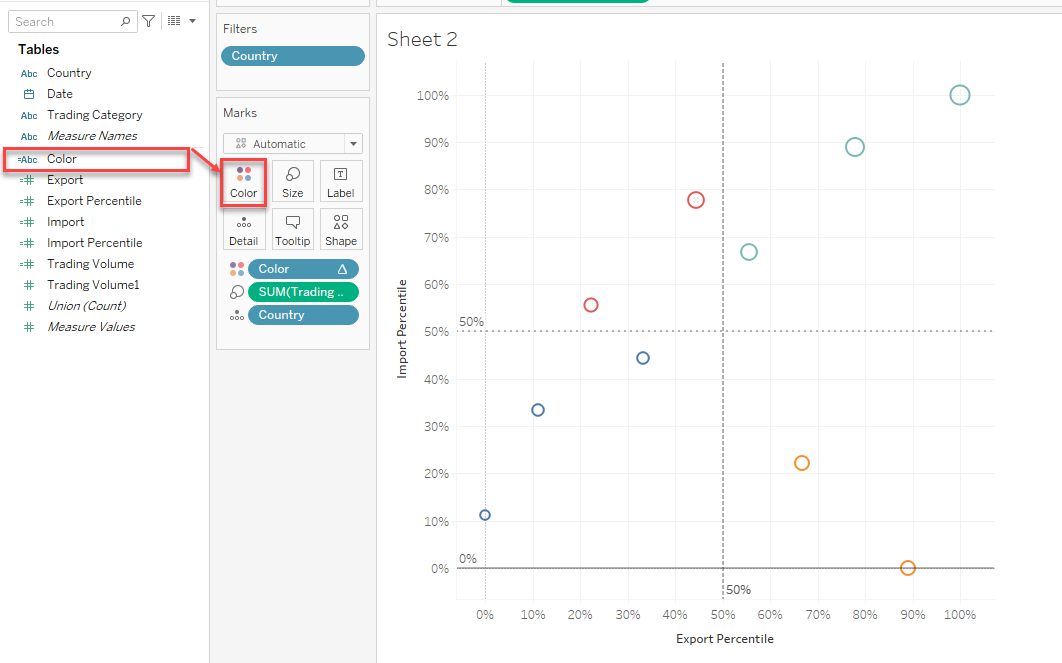 Search
Tables
Abc Country
Date
Abc Trading Category
Abc Measure Names
=Abc Color
Export
Export Percentile
Import
Import Percentile
Trading Volume
Trading Volume1
Union (Count)
Measure Values
Filters
Country
Marks
Automatic
Color Size Label
Detail Tooltip Shape
Color
SUM(Trading ..
Country
Sheet 2
Import Percentile
100%
90%
80%
70%
60%
50%
40%
30%
20%
10%
0%
50%
0%
50%
0% 10% 20% 30% 40% 50% 60% 70% 80% 90% 100%
Export Percentile